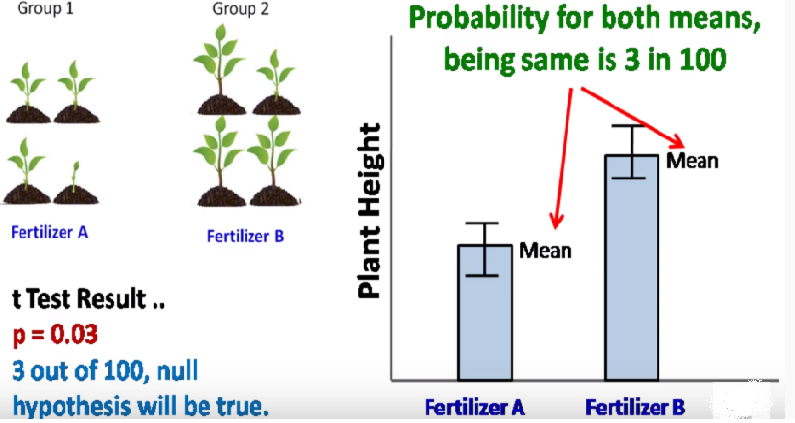 Group 1
Group 2
Fertilizer A
Fertilizer B
t Test Result ..
p = 0.03
3 out of 100, null
hypothesis will be true.
Probability for both means,
being same is 3 in 100
Plant Height
Mean
Mean
Fertilizer A
Fertilizer B